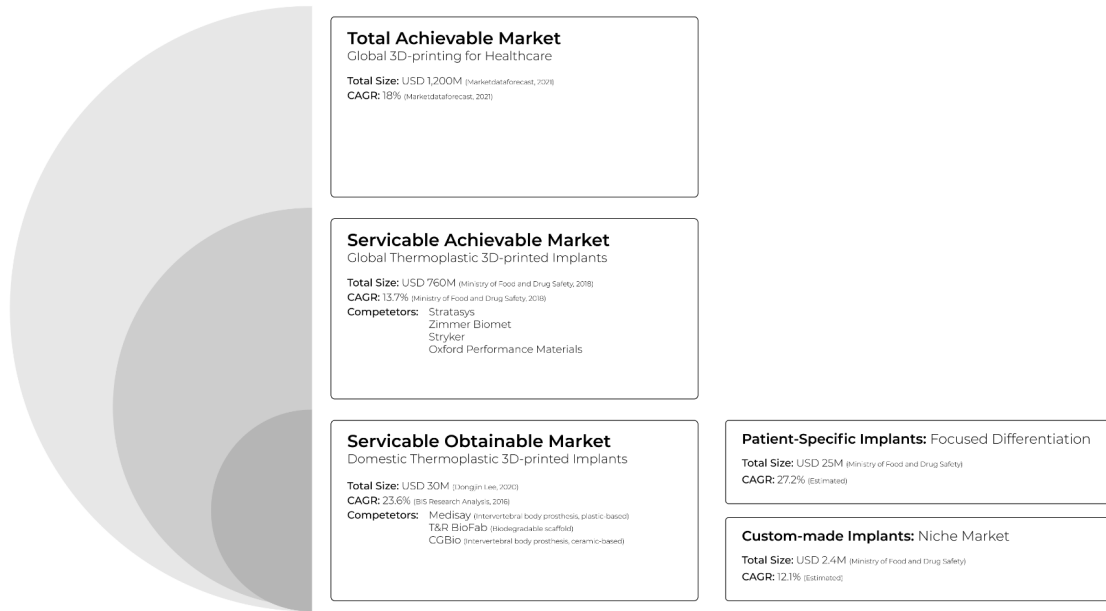 Total Achievable Market
Global 3D-printing for Healthcare
Total Size: USD 1,200M (Marketdataforecast, 2021)
CAGR: 18% (Marketdataforecast, 2021)
Servicable Achievable Market
Global Thermoplastic 3D-printed Implants
Total Size: USD 760M (Ministry of Food and Drug Safety, 2018)
CAGR: 13.7% (Ministry of Food and Drug Safety, 2018)
Competetors: Stratasys
Zimmer Biomet
Stryker
Oxford Performance Materials
Servicable Obtainable Market
Domestic Thermoplastic 3D-printed Implants
Total Size: USD 30M (Dongjin Lee, 2020)
CAGR: 23.6% (BIS Research Analysis, 2016)
Competetors: Medisay (Intervertebral body prosthesis, plastic-based)
T&R BioFab (Biodegradable scaffold)
CGBio (Intervertebral body prosthesis, ceramic-based)
Patient-Specific Implants: Focused Differentiation
Total Size: USD 25M (Ministry of Food and Drug Safety)
CAGR: 27.2% (Estimated)
Custom-made Implants: Niche Market
Total Size: USD 2.4M (Ministry of Food and Drug Safety)
CAGR: 12.1% (Estimated)